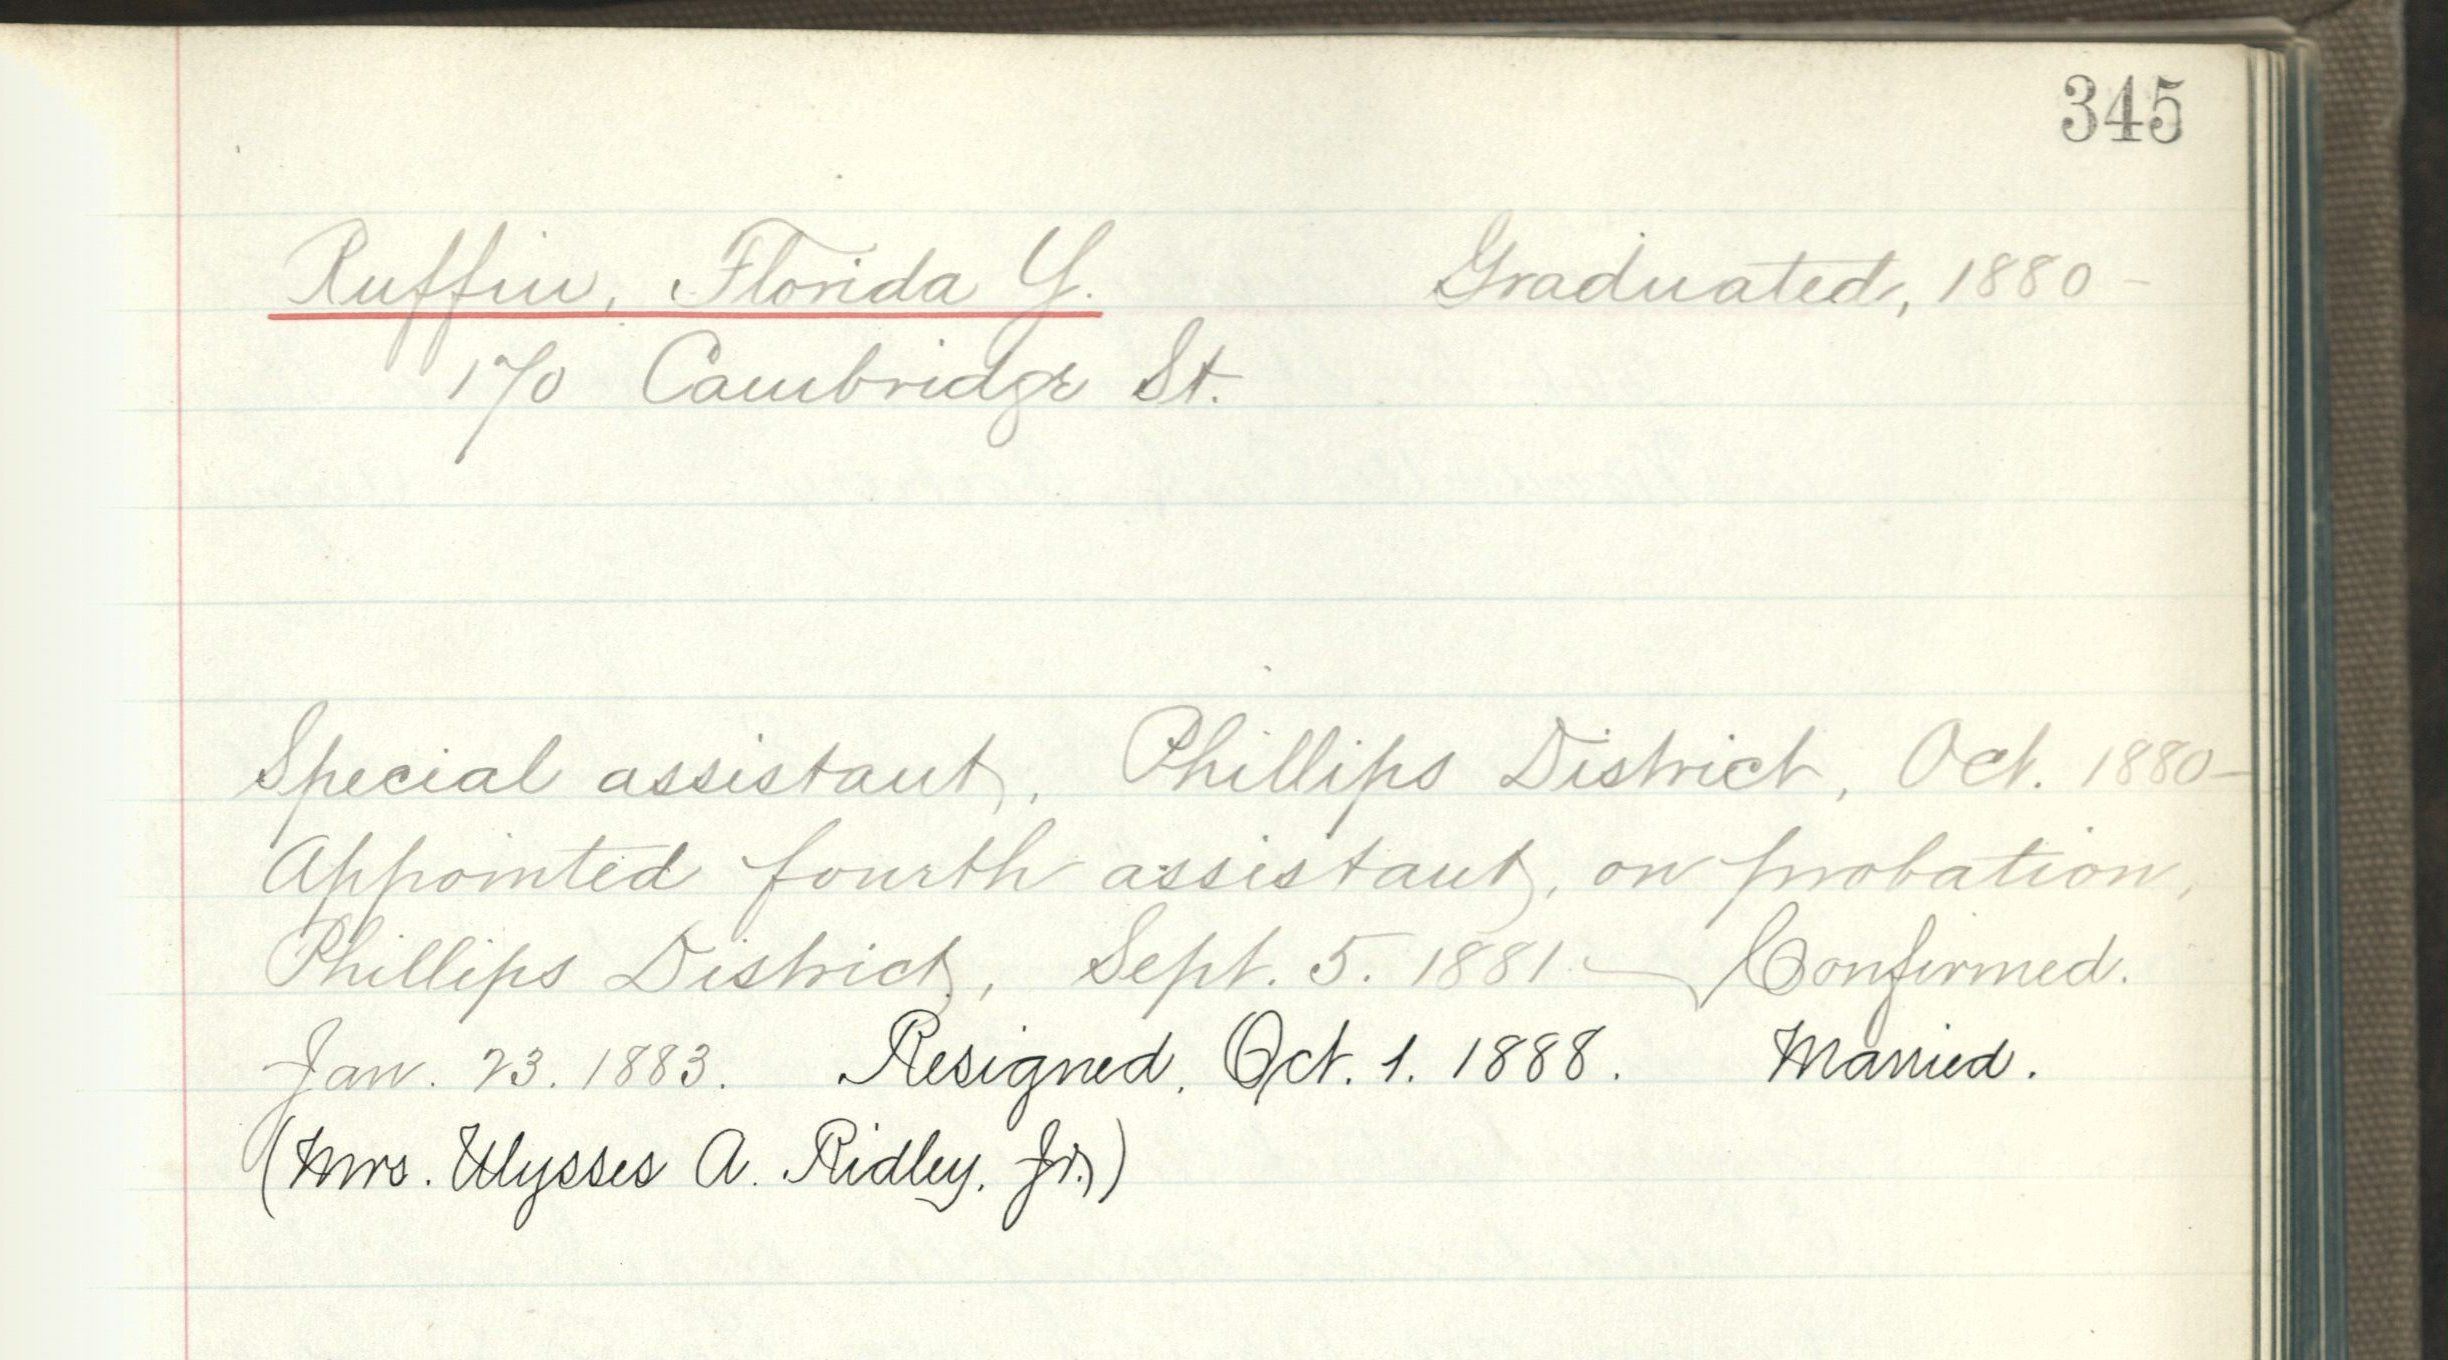 345
Ruffin, Florida Y. Graduated, 1880-
170 Cambridge St.
Special assistant, Phillips District, Oct. 1880-
Appointed fourth assistant, on probation,
Phillips District, Sept. 5. 1881 — Confirmed.
Jan. 23. 1883. Resigned, Oct. 1. 1888. Married.
(Mrs. Ulysses A. Ridley, Jr.)